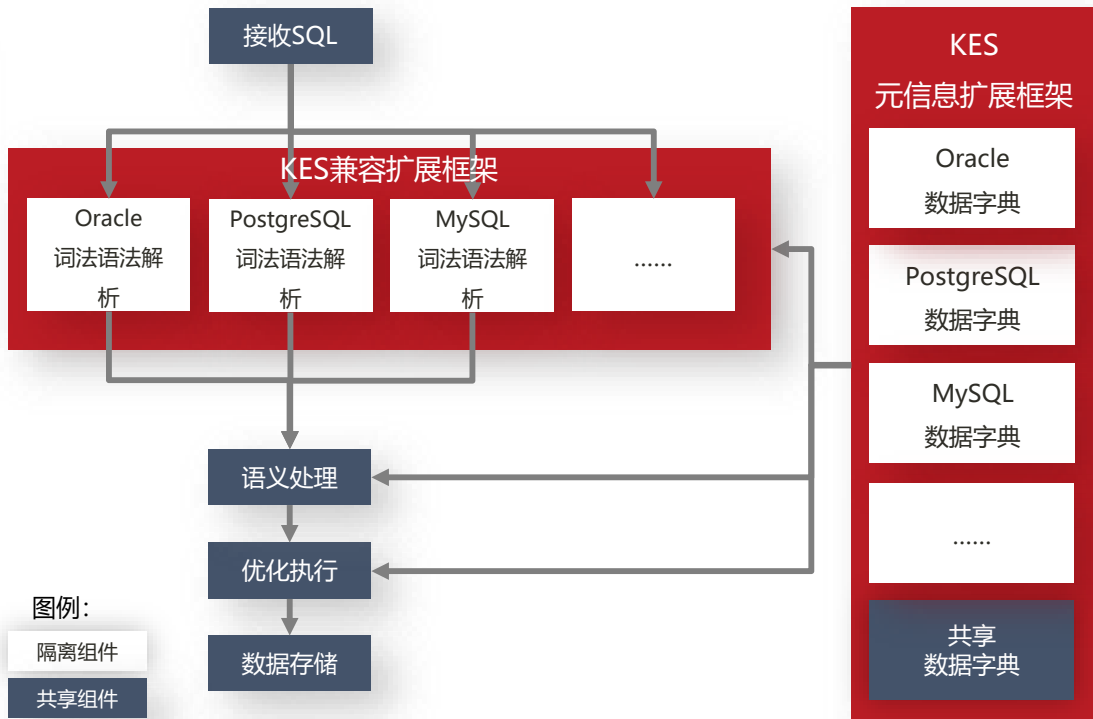 接收SQL
KES兼容扩展框架
Oracle
词法语法解
析
PostgreSQL
词法语法解
析
MySQL
词法语法解
析
......
语义处理
优化执行
数据存储
图例：
隔离组件
共享组件
KES
元信息扩展框架
Oracle
数据字典
PostgreSQL
数据字典
MySQL
数据字典
......
共享
数据字典